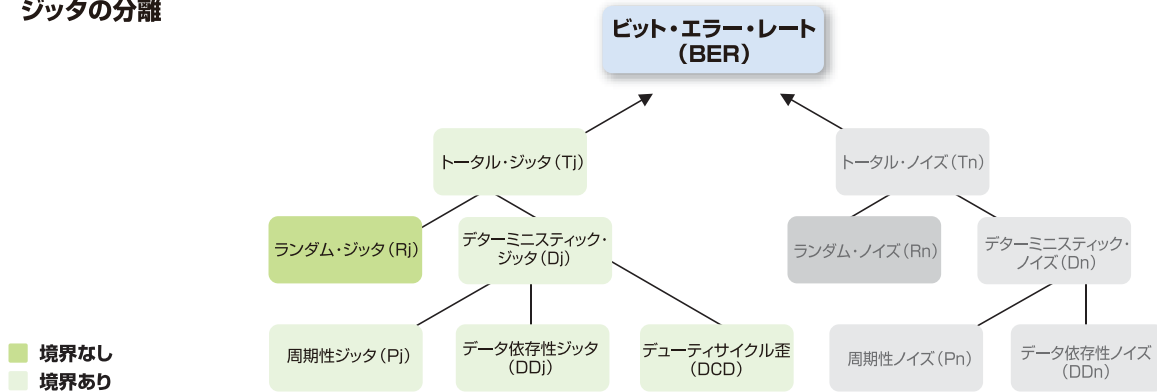 ジッタの分離
ビット・エラー・レート
（BER）
トータル・ジッタ（Tj）
トータル・ノイズ（Tn）
ランダム・ジッタ（Rj）
デターミニスティック・
ジッタ（Dj）
ランダム・ノイズ（Rn）
デターミニスティック・
ノイズ（Dn）
周期性ジッタ（Pj）
データ依存性ジッタ
（DDj）
デューティサイクル歪
（DCD）
周期性ノイズ（Pn）
データ依存性ノイズ
（DDn）
境界なし
境界あり